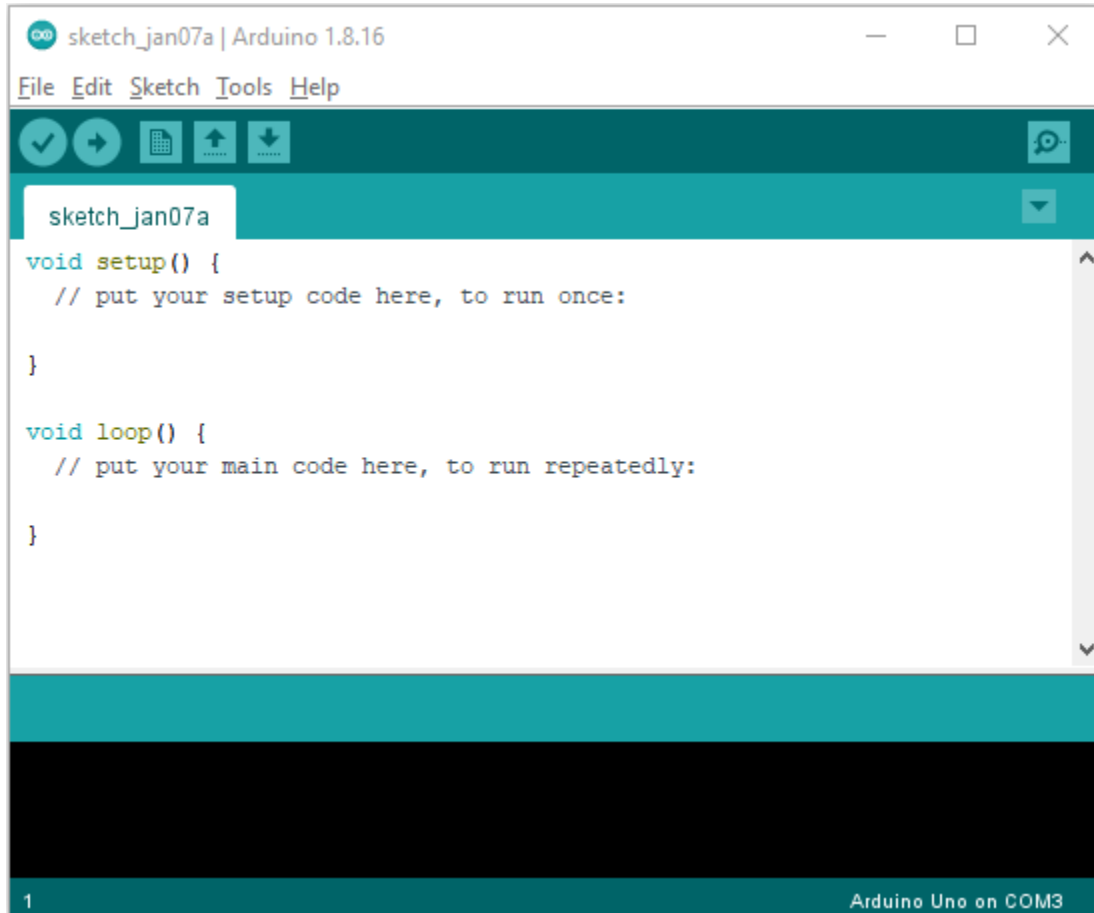 sketch_jan07a | Arduino 1.8.16
File Edit Sketch Tools Help
sketch_jan07a
void setup() {
  // put your setup code here, to run once:
}
void loop() {
  // put your main code here, to run repeatedly:
}
1 Arduino Uno on COM3